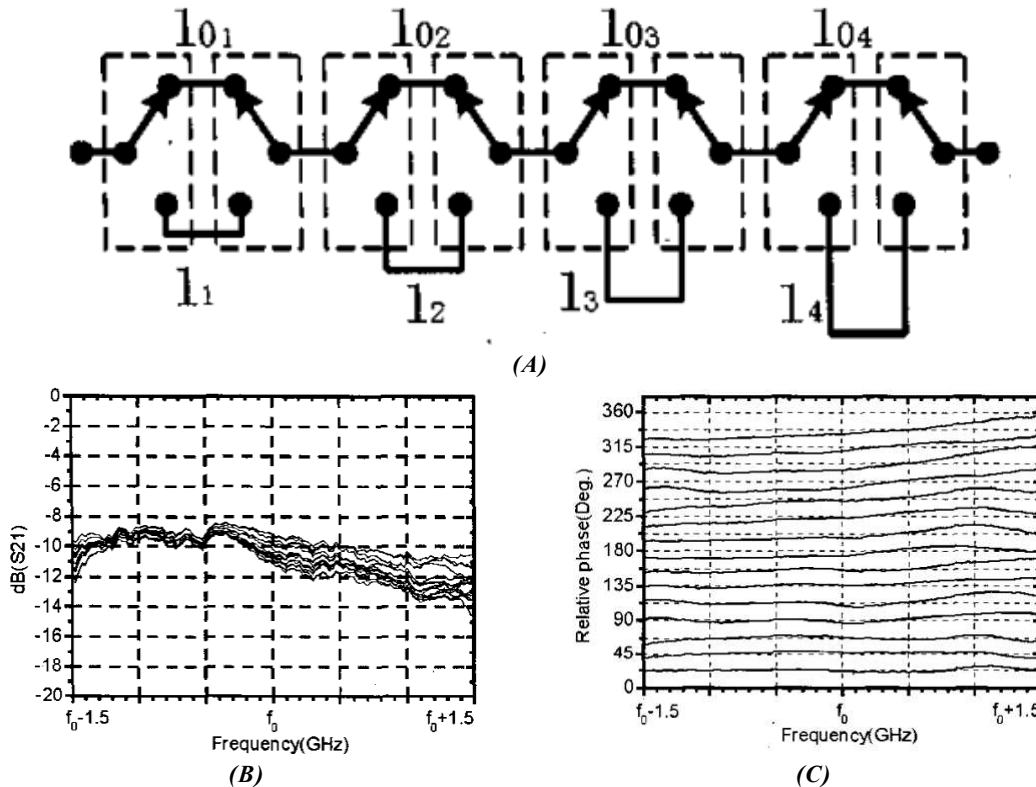 l01 l02 l03 l04
l1 l2 l3 l4
(A)
0
-2
-4
-6
-8
-10
-12
-14
-16
-18
-20
dB(S21)
f0-1.5 f0 f0+1.5
Frequency(GHz)
(B)
360
315
270
225
180
135
90
45
0
Relative phase(Deg.)
f0-1.5 f0 f0+1.5
Frequency(GHz)
(C)